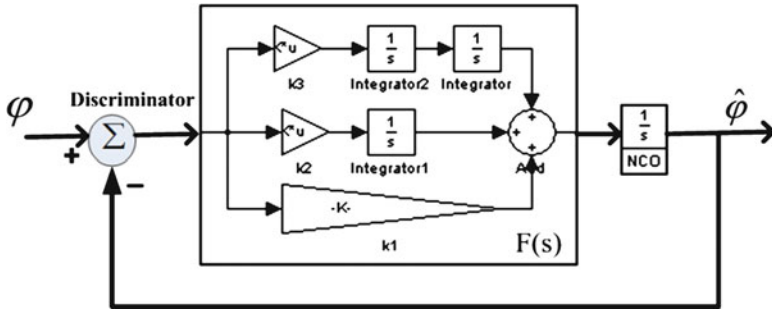 1
s
1
s
u
k3
Integrator2
Integrator
φ
Discriminator
φ̂
+
Σ
−
u
k2
1
s
Integrator1
+
+
+
Add
1
s
NCO
-K-
k1
F(s)